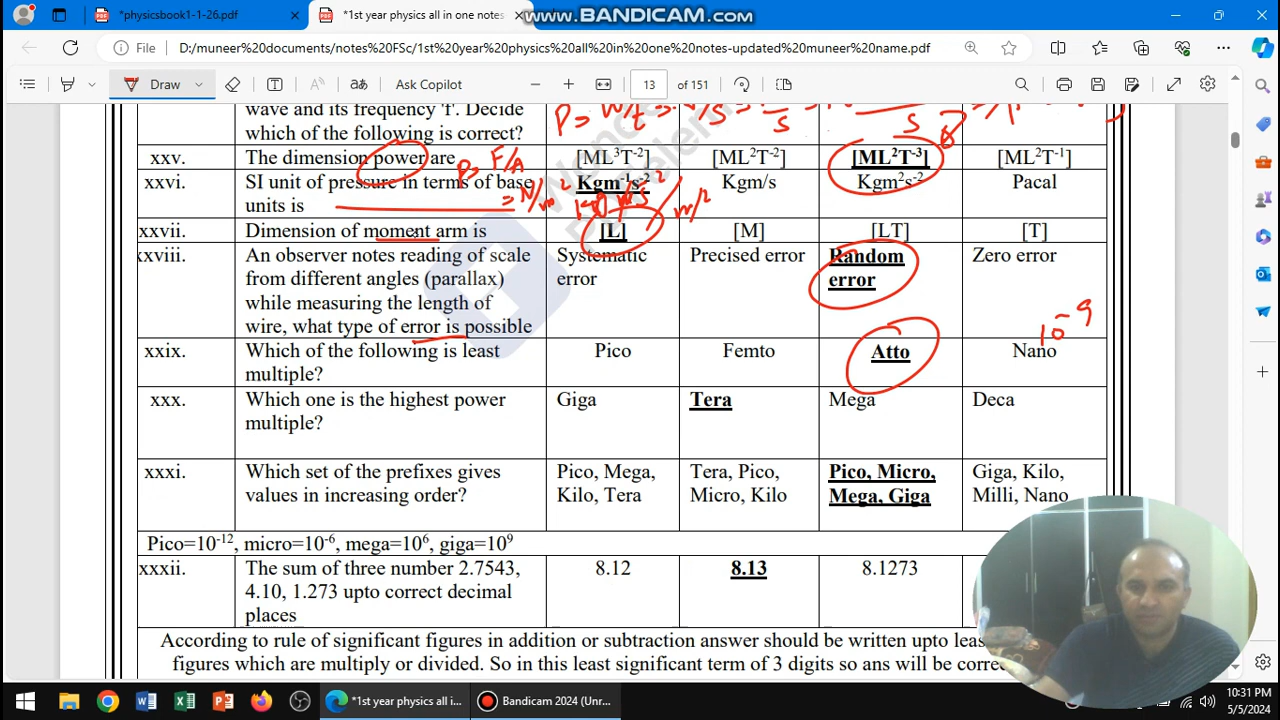 *physicsbook1-1-26.pdf
*1st year physics all in one notes
www.BANDICAM.com
File
D:/muneer%20documents/notes%20FSc/1st%20year%20physics%20all%20in%20one%20notes-updated%20muneer%20name.pdf
Draw
Ask Copilot
13 of 151
wave and its frequency 'f'. Decide
which of the following is correct?
xxv. The dimension power are [ML³T⁻²] [ML²T⁻²] [ML²T⁻³] [ML²T⁻¹]
P = F/A
xxvi. SI unit of pressure in terms of base Kgm⁻¹s⁻² Kgm/s Kgm²s⁻² Pacal
units is
= N/m²
xxvii. Dimension of moment arm is [L] [M] [LT] [T]
xxviii. An observer notes reading of scale Systematic Precised error Random Zero error
from different angles (parallax) error error
while measuring the length of
wire, what type of error is possible
10⁻⁹
xxix. Which of the following is least Pico Femto Atto Nano
multiple?
xxx. Which one is the highest power Giga Tera Mega Deca
multiple?
xxxi. Which set of the prefixes gives Pico, Mega, Tera, Pico, Pico, Micro, Giga, Kilo,
values in increasing order? Kilo, Tera Micro, Kilo Mega, Giga Milli, Nano
Pico=10⁻¹², micro=10⁻⁶, mega=10⁶, giga=10⁹
xxxii. The sum of three number 2.7543, 8.12 8.13 8.1273
4.10, 1.273 upto correct decimal
places
According to rule of significant figures in addition or subtraction answer should be written upto
figures which are multiply or divided. So in this least significant term of 3 digits so ans will be
*1st year physics all i...
Bandicam 2024 (Unr...
10:31 PM
5/5/2024